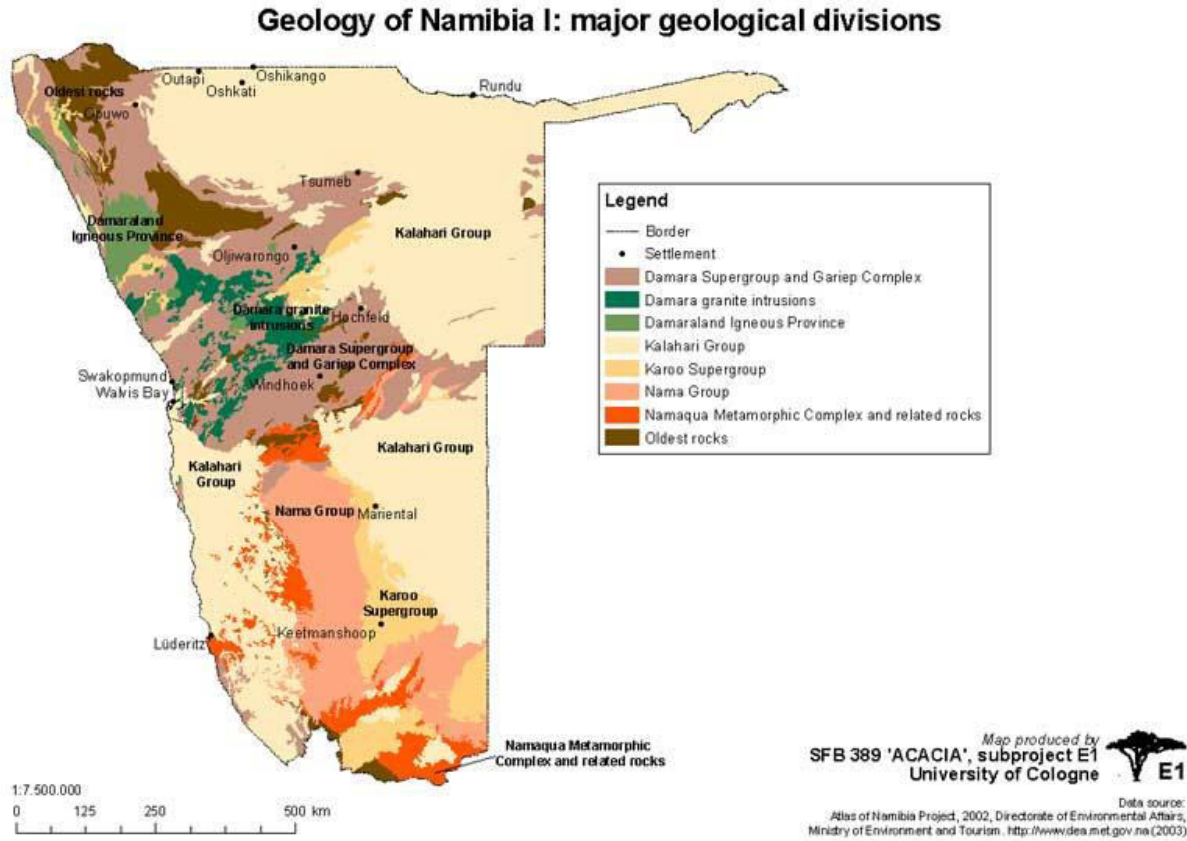 Geology of Namibia I: major geological divisions
Outapi
Oshikango
Oshkati
Rundu
Oldest rocks
Opuwo
Tsumeb
Damaraland
Igneous Province
Kalahari Group
Oljiwarongo
Damara granite
intrusions
Hochfeld
Damara Supergroup
and Gariep Complex
Swakopmund
Walvis Bay
Windhoek
Kalahari Group
Kalahari
Group
Nama Group
Mariental
Karoo
Supergroup
Keetmanshoop
Lüderitz
Namaqua Metamorphic
Complex and related rocks
Legend
Border
Settlement
Damara Supergroup and Gariep Complex
Damara granite intrusions
Damaraland Igneous Province
Kalahari Group
Karoo Supergroup
Nama Group
Namaqua Metamorphic Complex and related rocks
Oldest rocks
1:7.500.000
0 125 250 500 km
Map produced by
SFB 389 'ACACIA', subproject E1
University of Cologne
E1
Data source:
Atlas of Namibia Project, 2002, Directorate of Environmental Affairs,
Ministry of Environment and Tourism. http://www.dea.met.gov.na (2003)